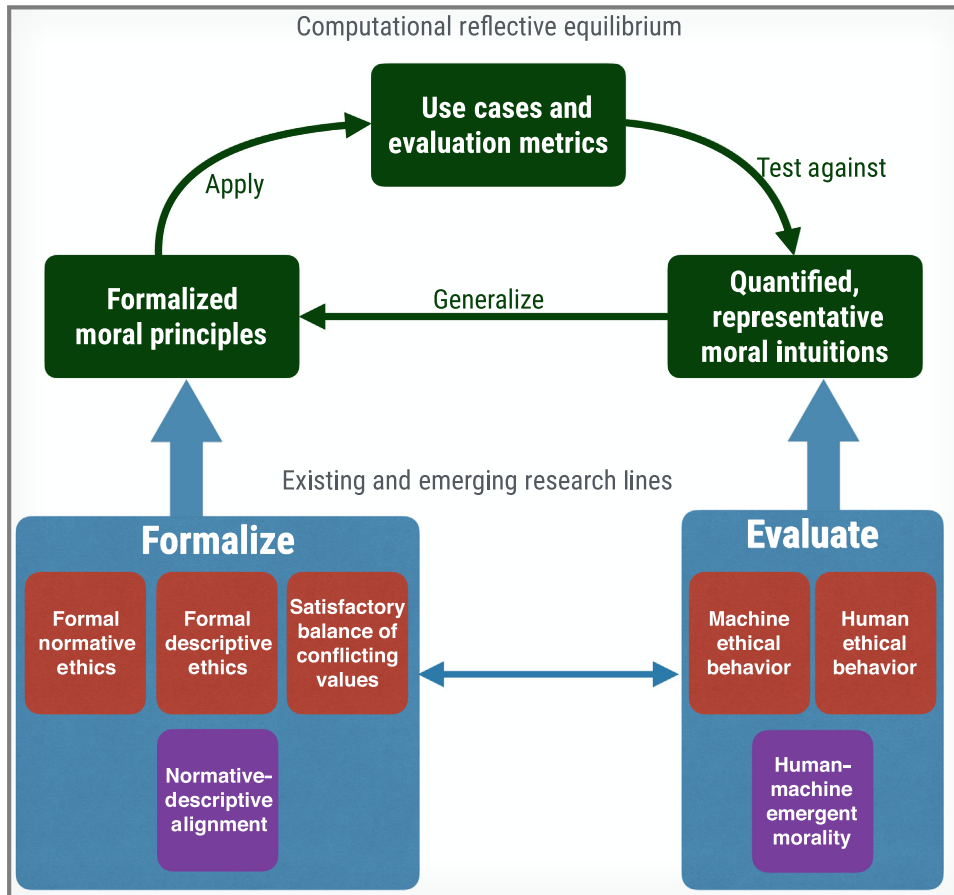 Computational reflective equilibrium
Use cases and
evaluation metrics
Apply
Test against
Formalized
moral principles
Generalize
Quantified,
representative
moral intuitions
Existing and emerging research lines
Formalize
Formal
normative
ethics
Formal
descriptive
ethics
Satisfactory
balance of
conflicting
values
Normative–
descriptive
alignment
Evaluate
Machine
ethical
behavior
Human
ethical
behavior
Human–
machine
emergent
morality